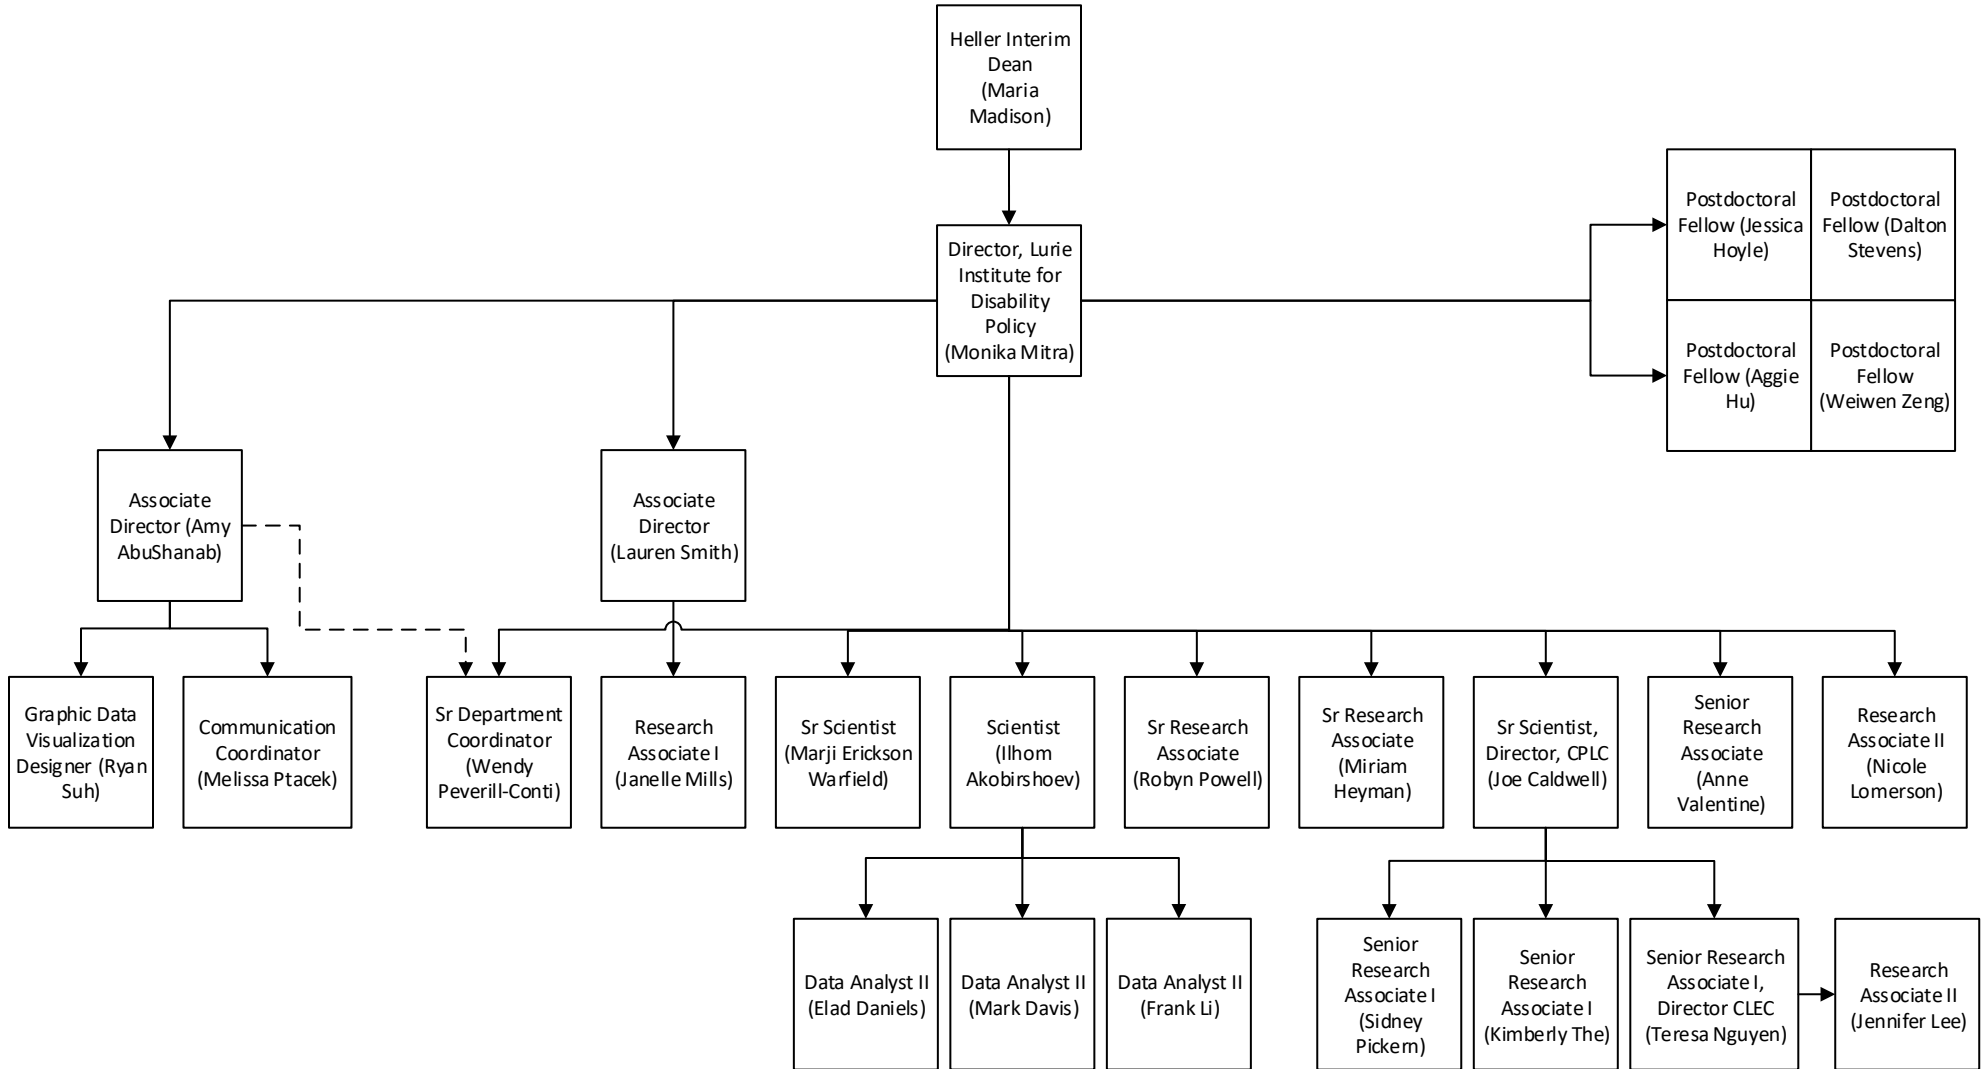 Heller Interim
Dean
(Maria
Madison)
Director, Lurie
Institute for
Disability
Policy
(Monika Mitra)
Postdoctoral
Fellow (Jessica
Hoyle)
Postdoctoral
Fellow (Dalton
Stevens)
Postdoctoral
Fellow (Aggie
Hu)
Postdoctoral
Fellow
(Weiwen Zeng)
Associate
Director (Amy
AbuShanab)
Associate
Director
(Lauren Smith)
Graphic Data
Visualization
Designer (Ryan
Suh)
Communication
Coordinator
(Melissa Ptacek)
Sr Department
Coordinator
(Wendy
Peverill-Conti)
Research
Associate I
(Janelle Mills)
Sr Scientist
(Marji Erickson
Warfield)
Scientist
(Ilhom
Akobirshoev)
Sr Research
Associate
(Robyn Powell)
Sr Research
Associate
(Miriam
Heyman)
Sr Scientist,
Director, CPLC
(Joe Caldwell)
Senior
Research
Associate
(Anne
Valentine)
Research
Associate II
(Nicole
Lomerson)
Data Analyst II
(Elad Daniels)
Data Analyst II
(Mark Davis)
Data Analyst II
(Frank Li)
Senior
Research
Associate I
(Sidney
Pickern)
Senior
Research
Associate I
(Kimberly The)
Senior Research
Associate I,
Director CLEC
(Teresa Nguyen)
Research
Associate II
(Jennifer Lee)